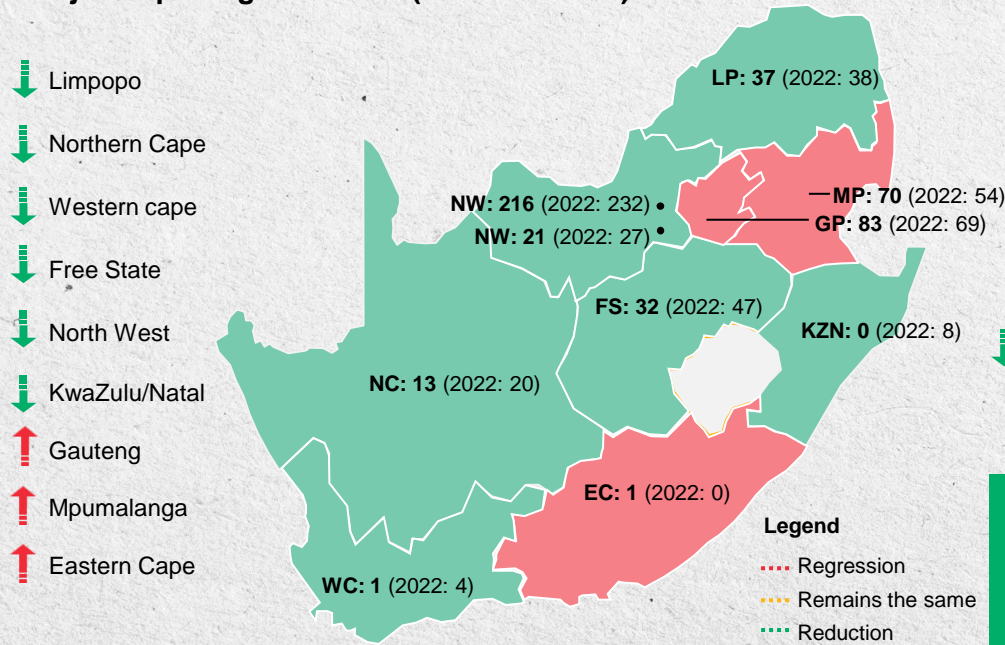 Limpopo
Northern Cape
Western cape
Free State
North West
KwaZulu/Natal
Gauteng
Mpumalanga
Eastern Cape
LP: 37 (2022: 38)
MP: 70 (2022: 54)
GP: 83 (2022: 69)
NW: 216 (2022: 232)
NW: 21 (2022: 27)
FS: 32 (2022: 47)
KZN: 0 (2022: 8)
NC: 13 (2022: 20)
EC: 1 (2022: 0)
WC: 1 (2022: 4)
Legend
Regression
Remains the same
Reduction